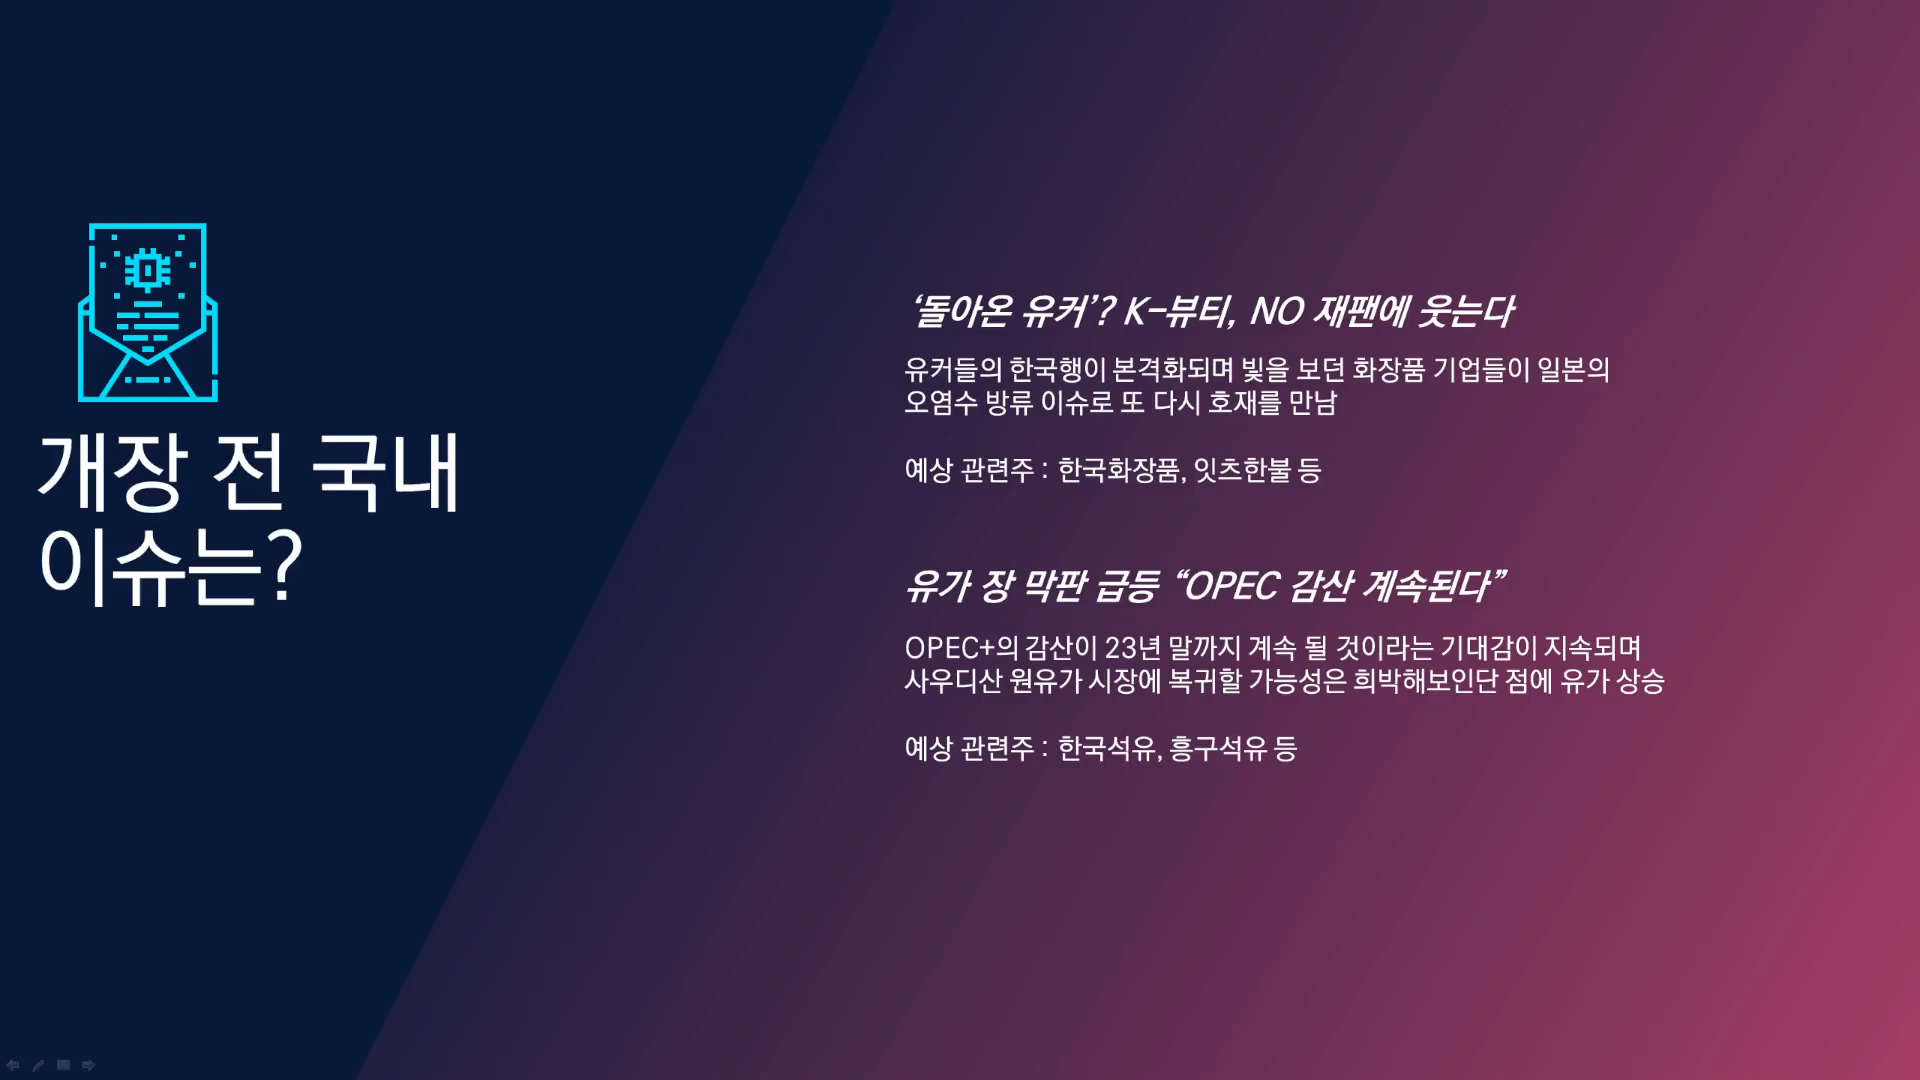 개장 전 국내
이슈는?
‘돌아온 유커’? K-뷰티, NO 재팬에 웃는다
유커들의 한국행이 본격화되며 빛을 보던 화장품 기업들이 일본의
오염수 방류 이슈로 또 다시 호재를 만남
예상 관련주 : 한국화장품, 잇츠한불 등
유가 장 막판 급등 “OPEC 감산 계속된다”
OPEC+의 감산이 23년 말까지 계속 될 것이라는 기대감이 지속되며
사우디산 원유가 시장에 복귀할 가능성은 희박해보인단 점에 유가 상승
예상 관련주 : 한국석유, 흥구석유 등